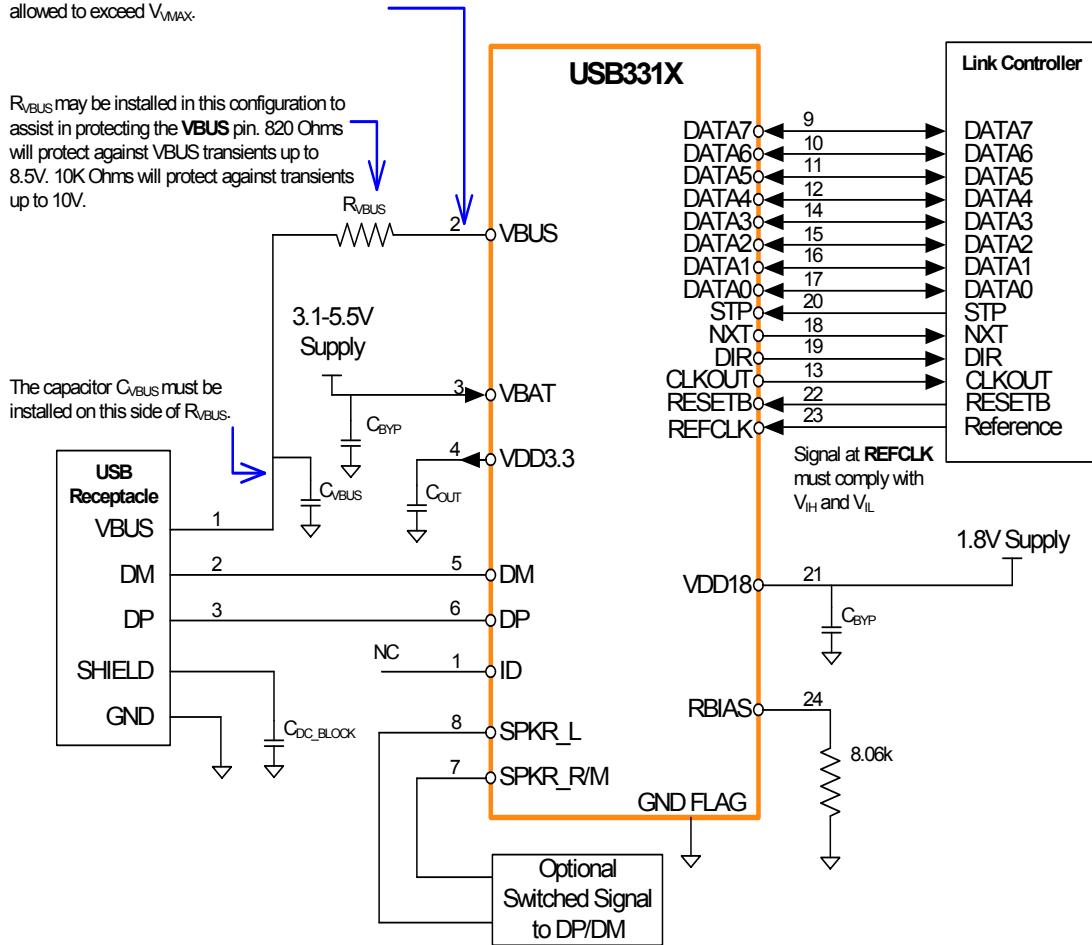 allowed to exceed VVMAX.
RVBUS may be installed in this configuration to
assist in protecting the VBUS pin. 820 Ohms
will protect against VBUS transients up to
8.5V. 10K Ohms will protect against transients
up to 10V.
RVBUS
2
3.1-5.5V
Supply
3
CBYP
4
COUT
The capacitor CVBUS must be
installed on this side of RVBUS.
CVBUS
USB
Receptacle
VBUS
DM
DP
SHIELD
GND
1
2
3
5
6
NC
1
CDC_BLOCK
8
7
USB331X
VBUS
VBAT
VDD3.3
DM
DP
ID
SPKR_L
SPKR_R/M
DATA7
DATA6
DATA5
DATA4
DATA3
DATA2
DATA1
DATA0
STP
NXT
DIR
CLKOUT
RESETB
REFCLK
VDD18
RBIAS
GND FLAG
9
10
11
12
14
15
16
17
20
18
19
13
22
23
Link Controller
DATA7
DATA6
DATA5
DATA4
DATA3
DATA2
DATA1
DATA0
STP
NXT
DIR
CLKOUT
RESETB
Reference
Signal at REFCLK
must comply with
VIH and VIL
1.8V Supply
21
CBYP
24
8.06k
Optional
Switched Signal
to DP/DM